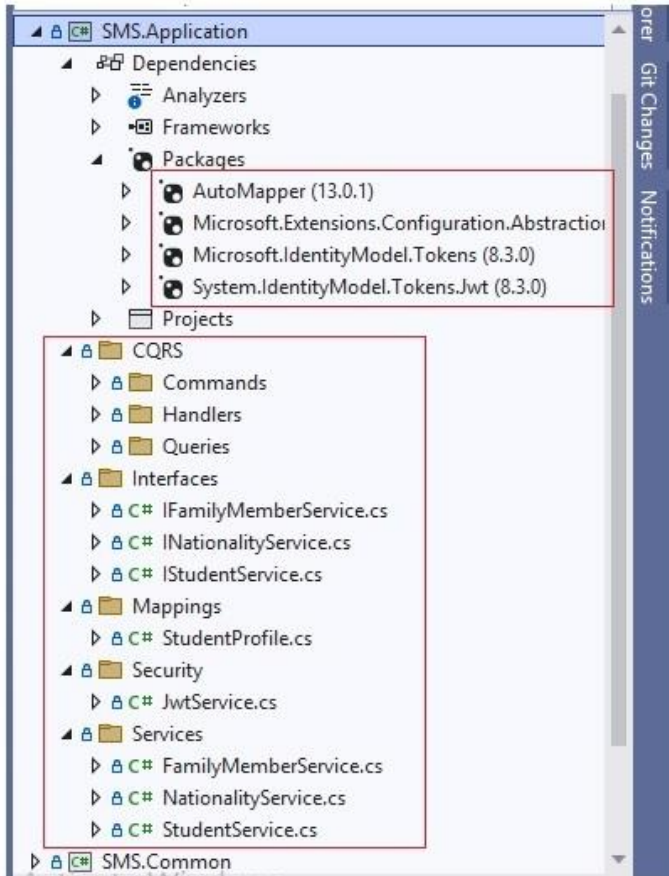 SMS.Application
Dependencies
Analyzers
Frameworks
Packages
AutoMapper (13.0.1)
Microsoft.Extensions.Configuration.Abstraction
Microsoft.IdentityModel.Tokens (8.3.0)
System.IdentityModel.Tokens.Jwt (8.3.0)
Projects
CQRS
Commands
Handlers
Queries
Interfaces
C# IFamilyMemberService.cs
C# INationalityService.cs
C# IStudentService.cs
Mappings
C# StudentProfile.cs
Security
C# JwtService.cs
Services
C# FamilyMemberService.cs
C# NationalityService.cs
C# StudentService.cs
C# SMS.Common
orer
Git Changes
Notifications